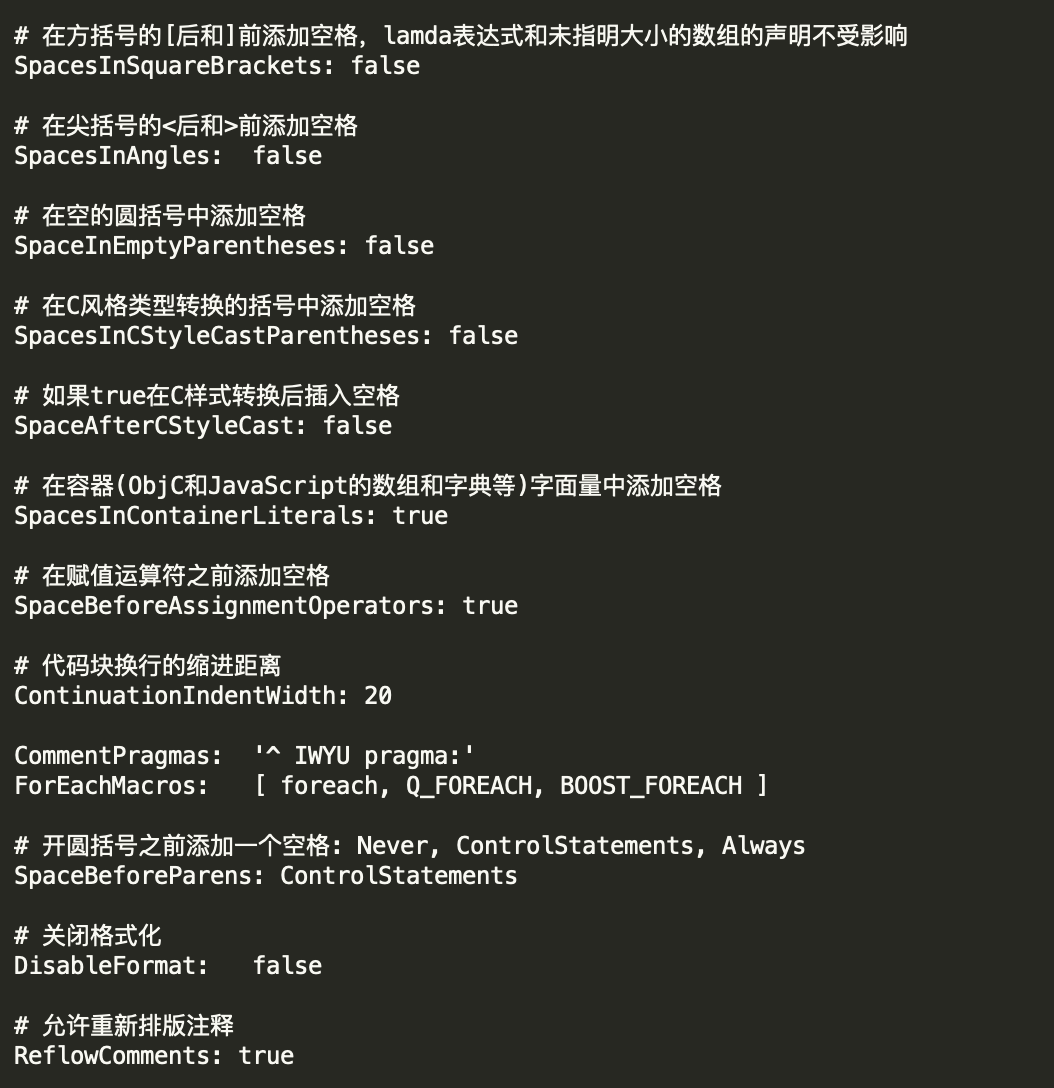 # 在方括号的[后和]前添加空格，lamda表达式和未指明大小的数组的声明不受影响
SpacesInSquareBrackets: false
# 在尖括号的<后和>前添加空格
SpacesInAngles:  false
# 在空的圆括号中添加空格
SpaceInEmptyParentheses: false
# 在C风格类型转换的括号中添加空格
SpacesInCStyleCastParentheses: false
# 如果true在C样式转换后插入空格
SpaceAfterCStyleCast: false
# 在容器(ObjC和JavaScript的数组和字典等)字面量中添加空格
SpacesInContainerLiterals: true
# 在赋值运算符之前添加空格
SpaceBeforeAssignmentOperators: true
# 代码块换行的缩进距离
ContinuationIndentWidth: 20
CommentPragmas:  '^ IWYU pragma:'
ForEachMacros:   [ foreach, Q_FOREACH, BOOST_FOREACH ]
# 开圆括号之前添加一个空格: Never, ControlStatements, Always
SpaceBeforeParens: ControlStatements
# 关闭格式化
DisableFormat:   false
# 允许重新排版注释
ReflowComments: true